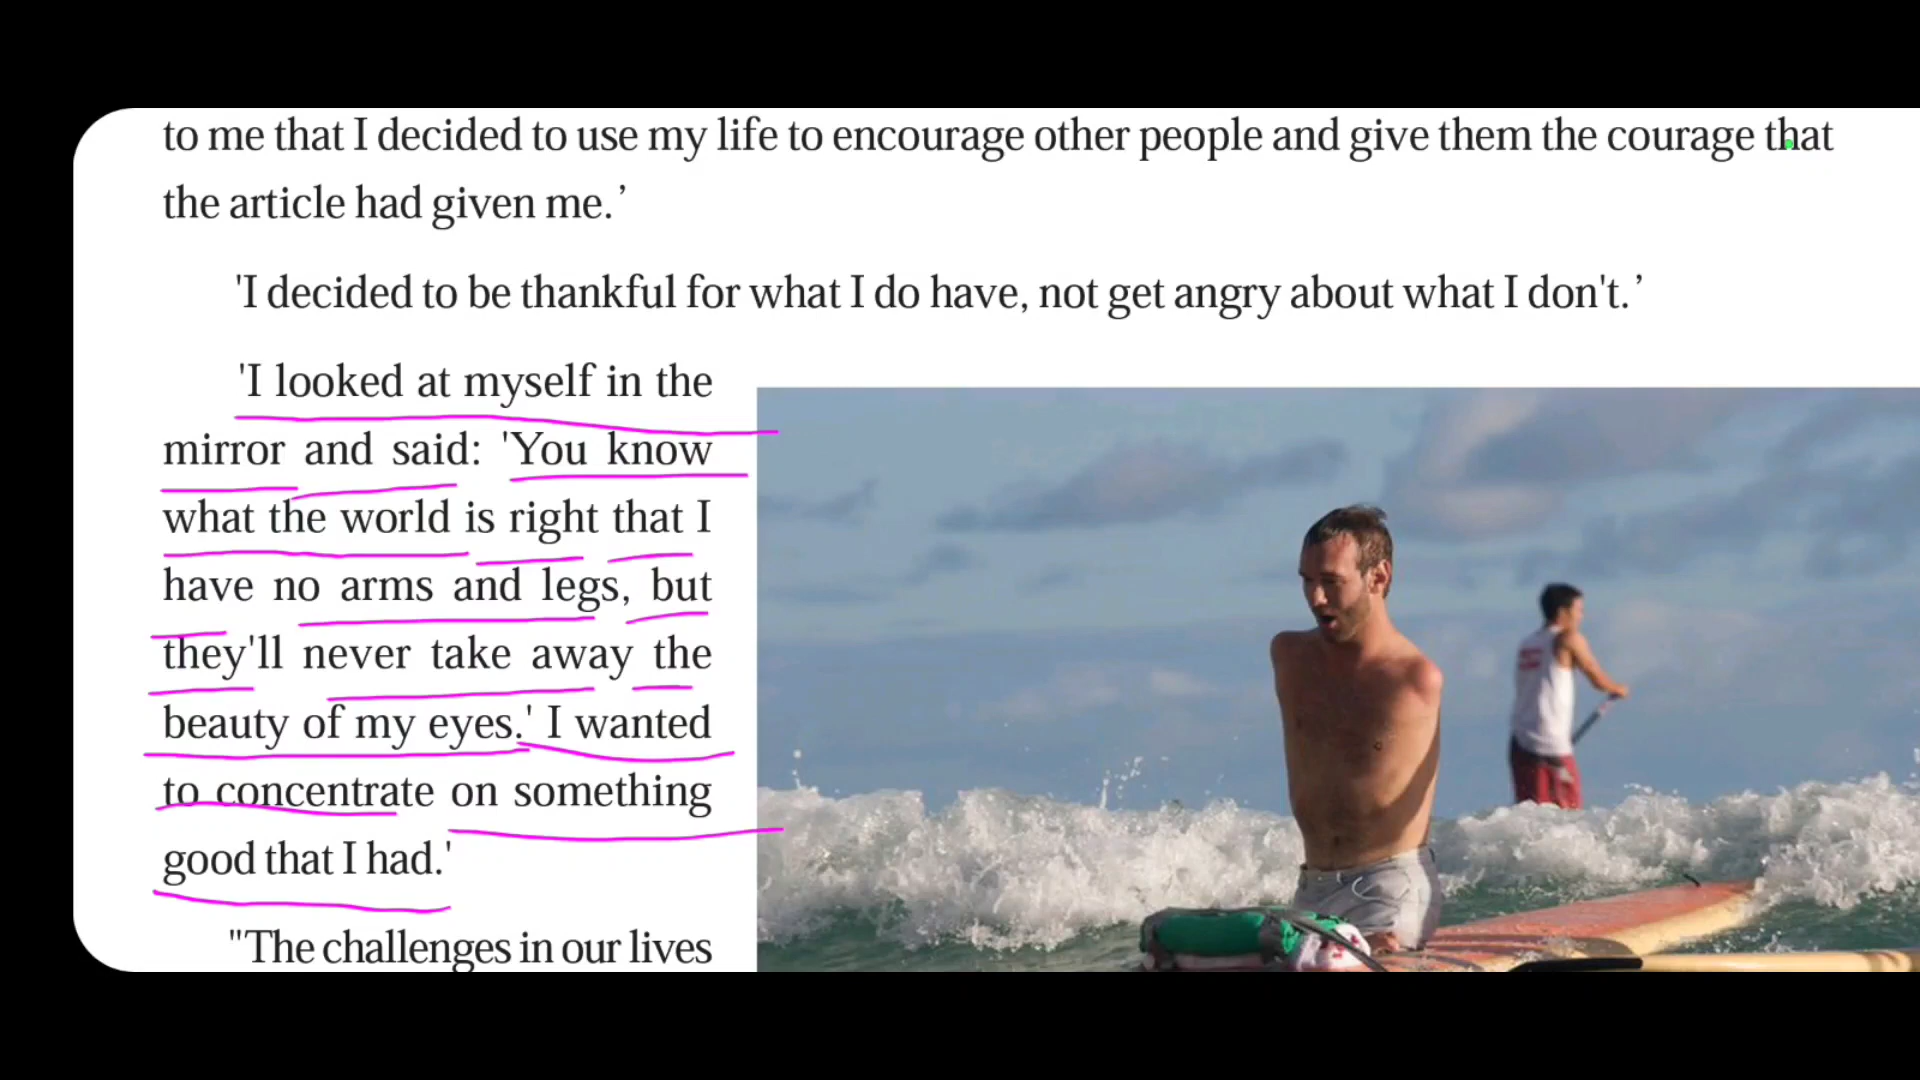 to me that I decided to use my life to encourage other people and give them the courage that
the article had given me.’
'I decided to be thankful for what I do have, not get angry about what I don't.’
'I looked at myself in the
mirror and said: 'You know
what the world is right that I
have no arms and legs, but
they'll never take away the
beauty of my eyes.' I wanted
to concentrate on something
good that I had.'
"The challenges in our lives